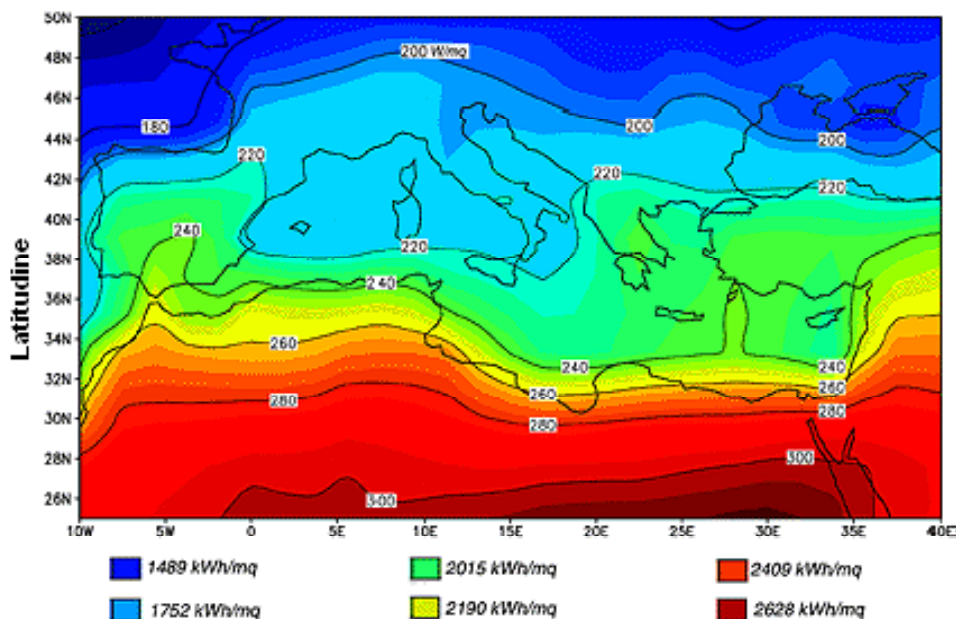 50N
48N
46N
44N
42N
40N
38N
36N
34N
32N
30N
28N
26N
Latitudine
200 W/mq
180
200
200
220
220
220
240
220
240
260
240
240
260
260
280
280
280
300
300
10W
5W
0
5E
10E
15E
20E
25E
30E
35E
40E
1489 kWh/mq
2015 kWh/mq
2409 kWh/mq
1752 kWh/mq
2190 kWh/mq
2628 kWh/mq